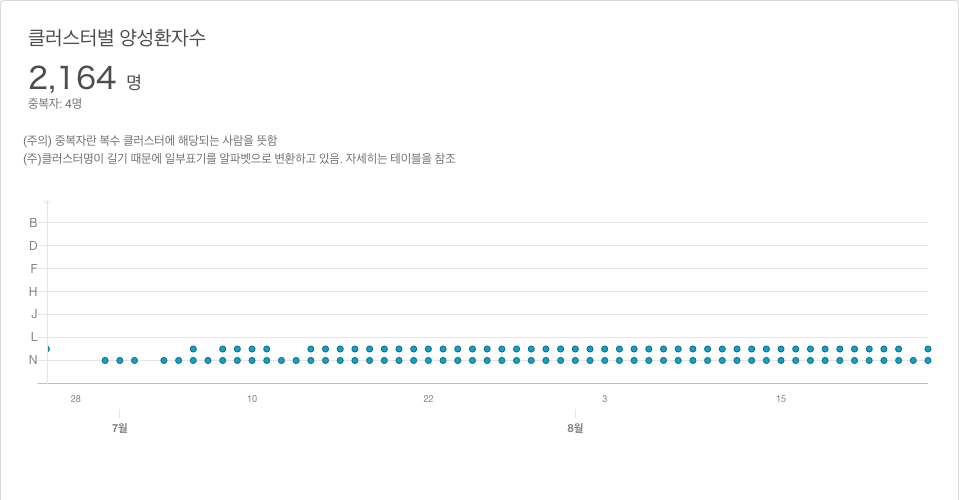 클러스터별 양성환자수
2,164 명
중복자: 4명
(주의) 중복자란 복수 클러스터에 해당되는 사람을 뜻함
(주)클러스터명이 길기 때문에 일부표기를 알파벳으로 변환하고 있음. 자세히는 테이블을 참조
B
D
F
H
J
L
N
28 10 22 3 15
7월 8월